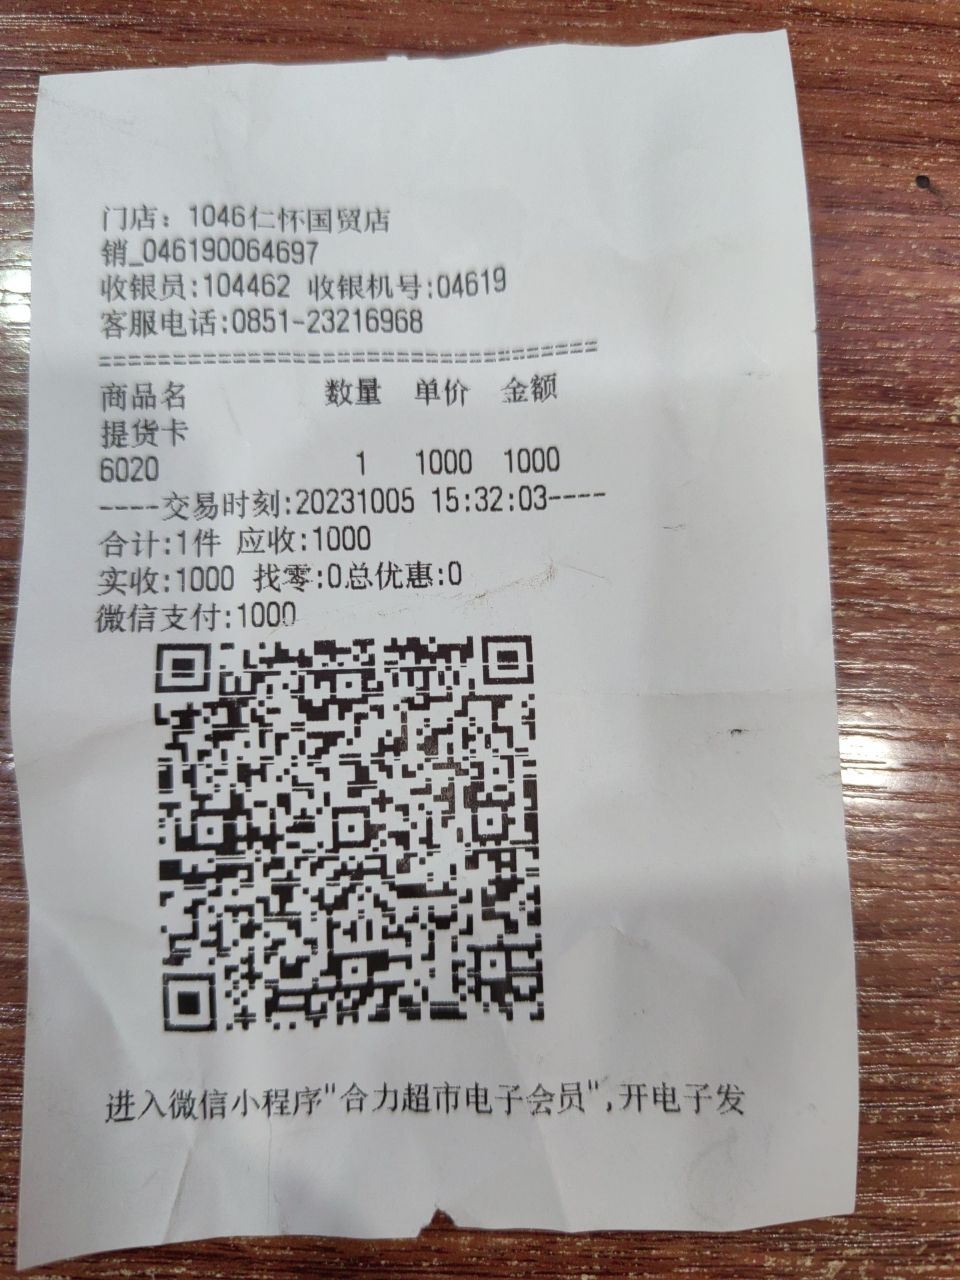 门店: 1046仁怀国贸店
销_046190064697
收银员:104462 收银机号:04619
客服电话:0851-23216968
==================================
商品名 数量 单价 金额
提货卡
6020 1 1000 1000
----交易时刻:20231005 15:32:03----
合计:1件 应收:1000
实收:1000 找零:0总优惠:0
微信支付:1000
进入微信小程序"合力超市电子会员",开电子发